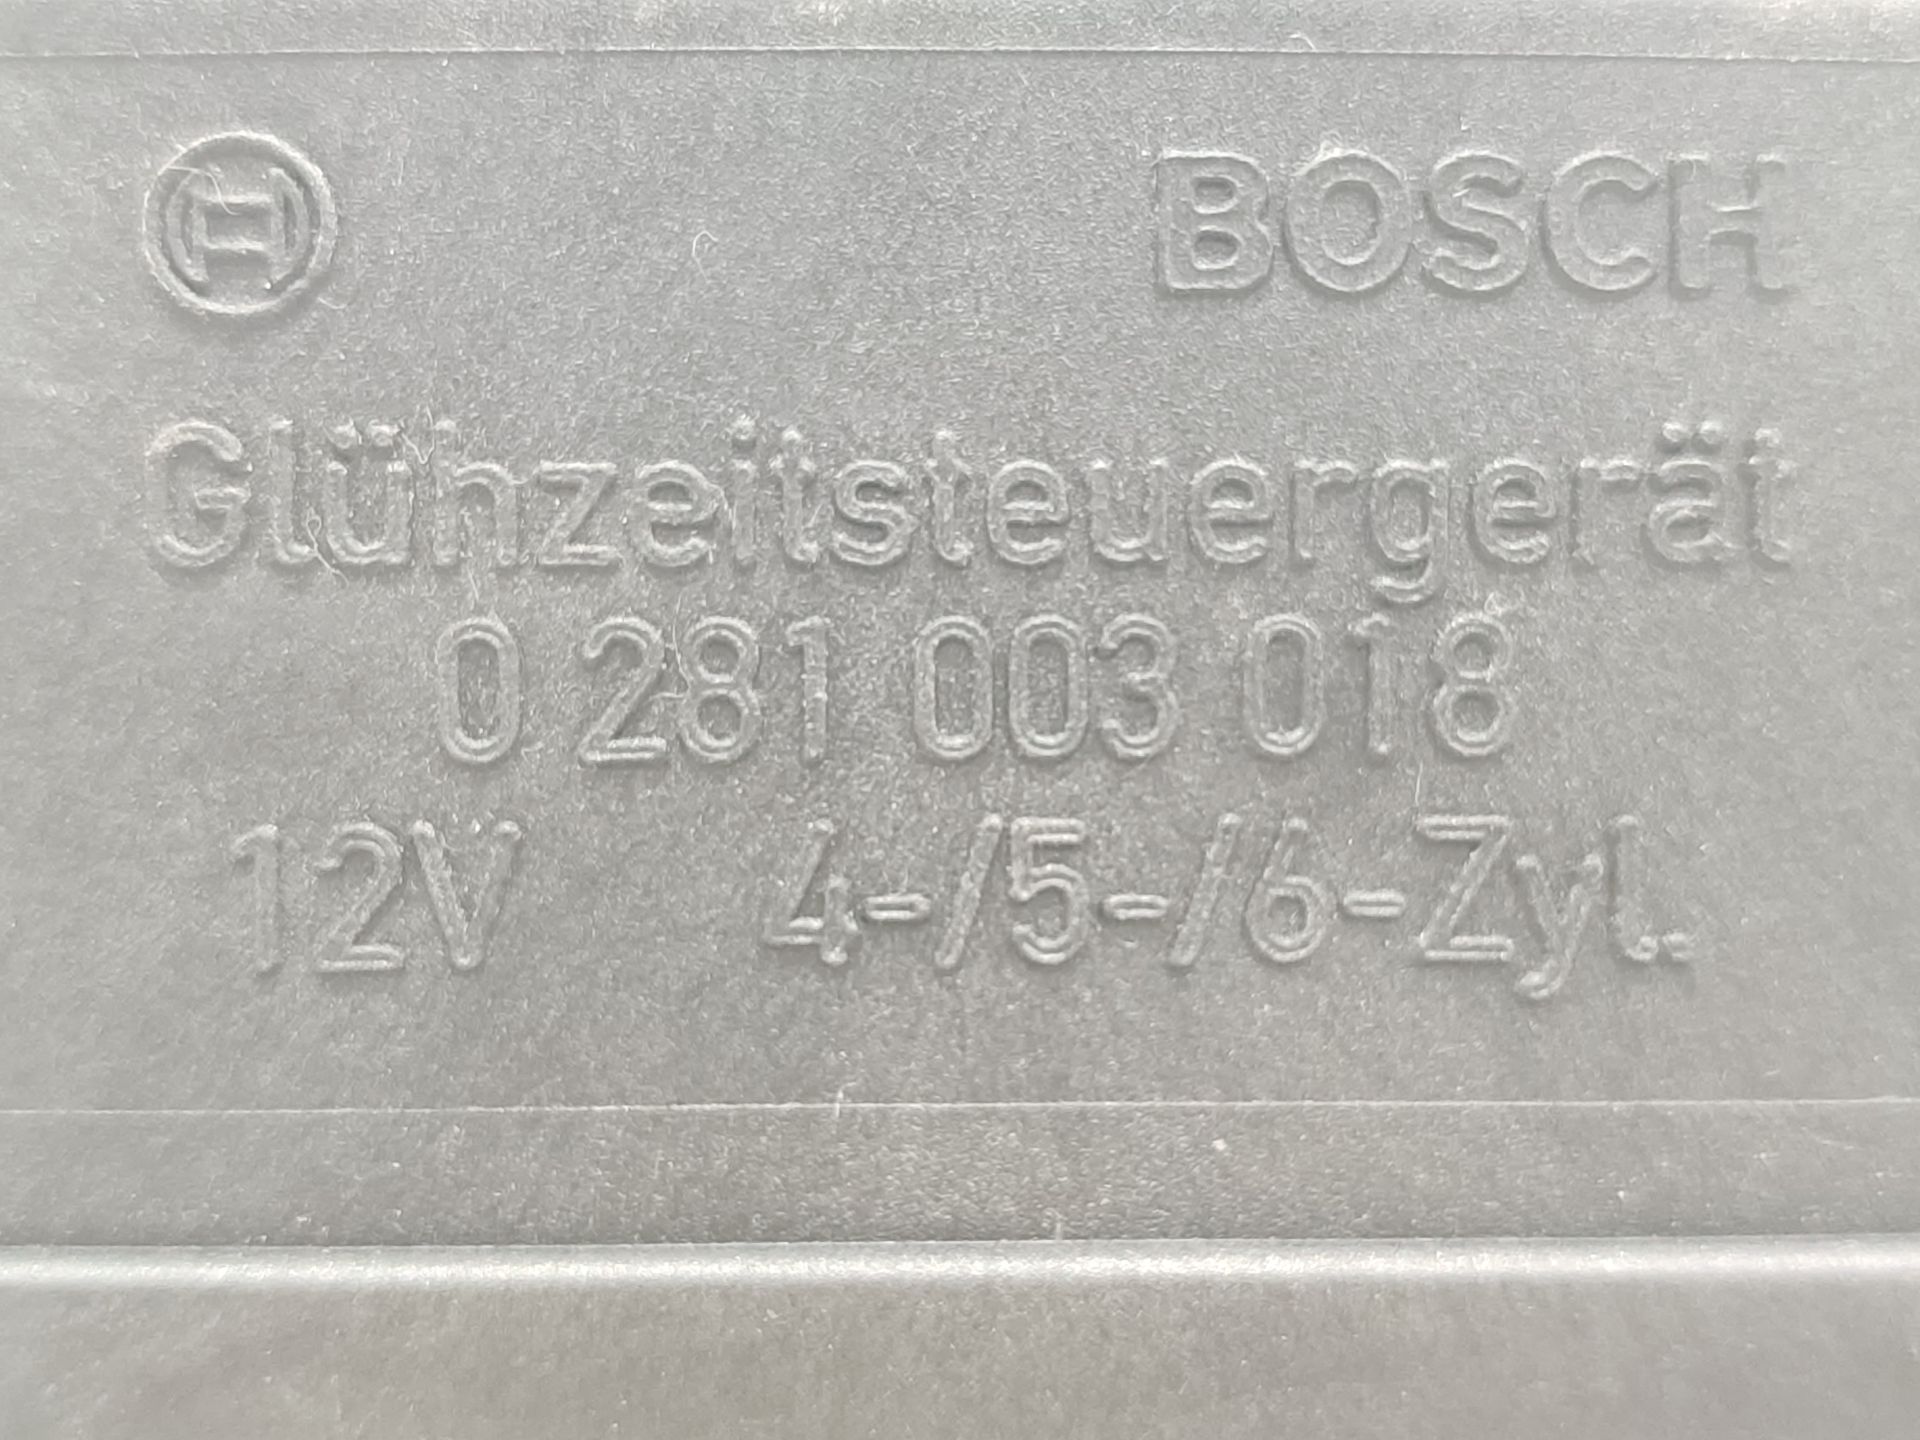 BOSCH
Glühzeitsteuergerät
0 281 003 018
12V 4-/5-/6-Zyl.